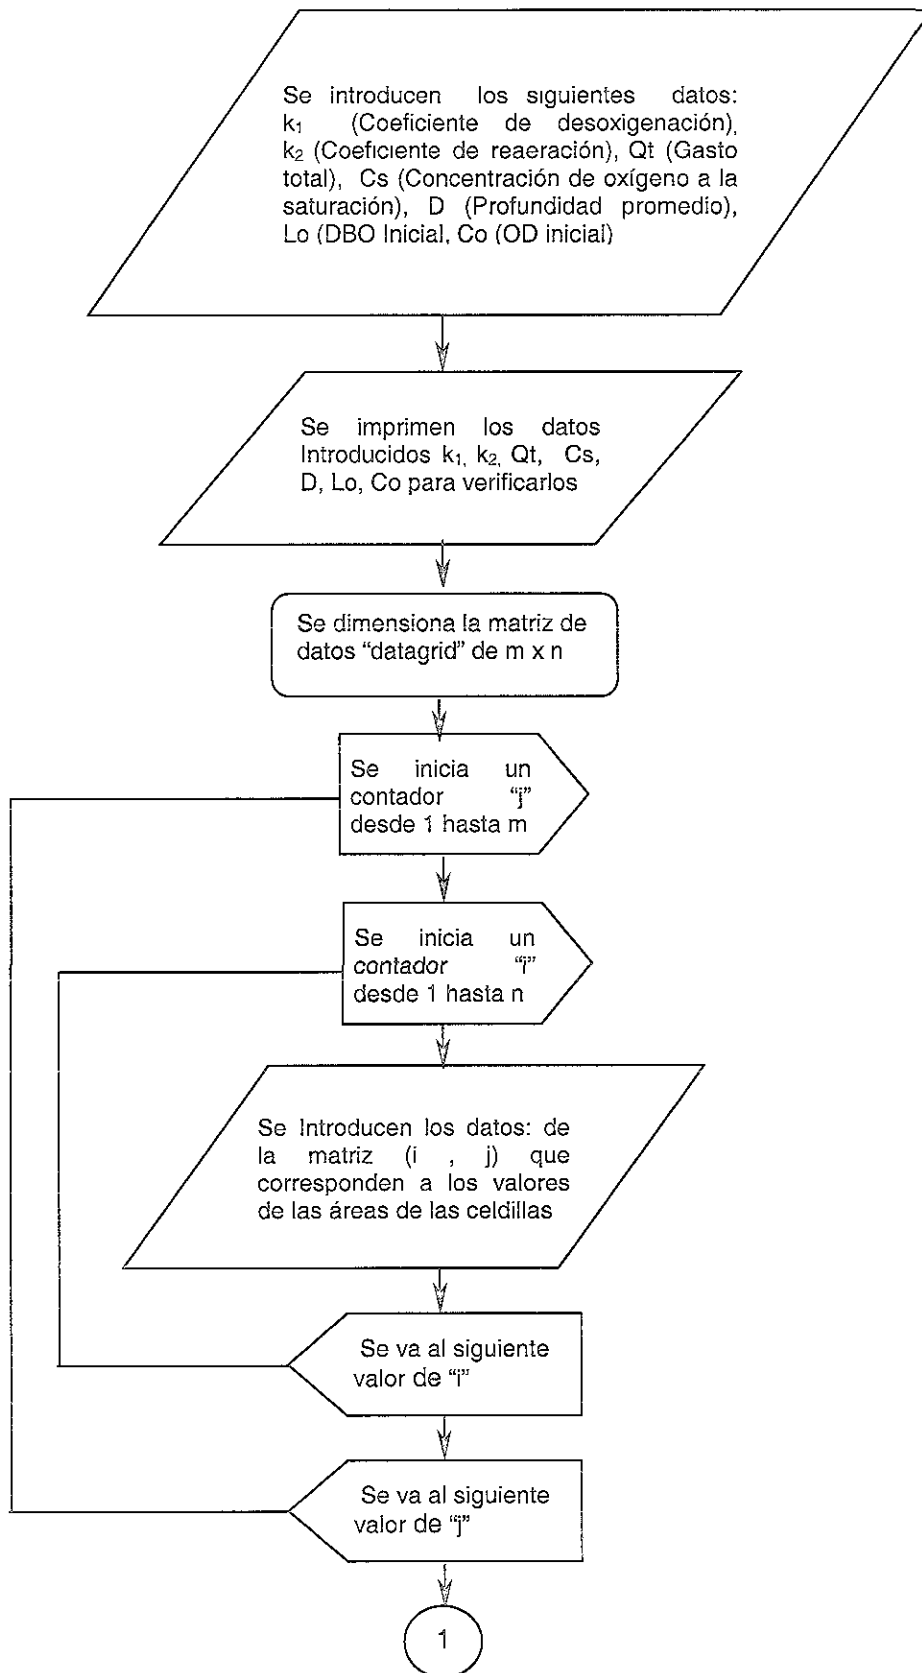 Se introducen los siguientes datos:
k₁ (Coeficiente de desoxigenación),
k₂ (Coeficiente de reaeración), Qt (Gasto
total), Cs (Concentración de oxígeno a la
saturación), D (Profundidad promedio),
Lo (DBO Inicial, Co (OD inicial)
Se imprimen los datos
Introducidos k₁, k₂, Qt, Cs,
D, Lo, Co para verificarlos
Se dimensiona la matriz de
datos “datagrid” de m x n
Se inicia un
contador “j”
desde 1 hasta m
Se inicia un
contador “i”
desde 1 hasta n
Se Introducen los datos: de
la matriz (i , j) que
corresponden a los valores
de las áreas de las celdillas
Se va al siguiente
valor de “i”
Se va al siguiente
valor de “j”
1